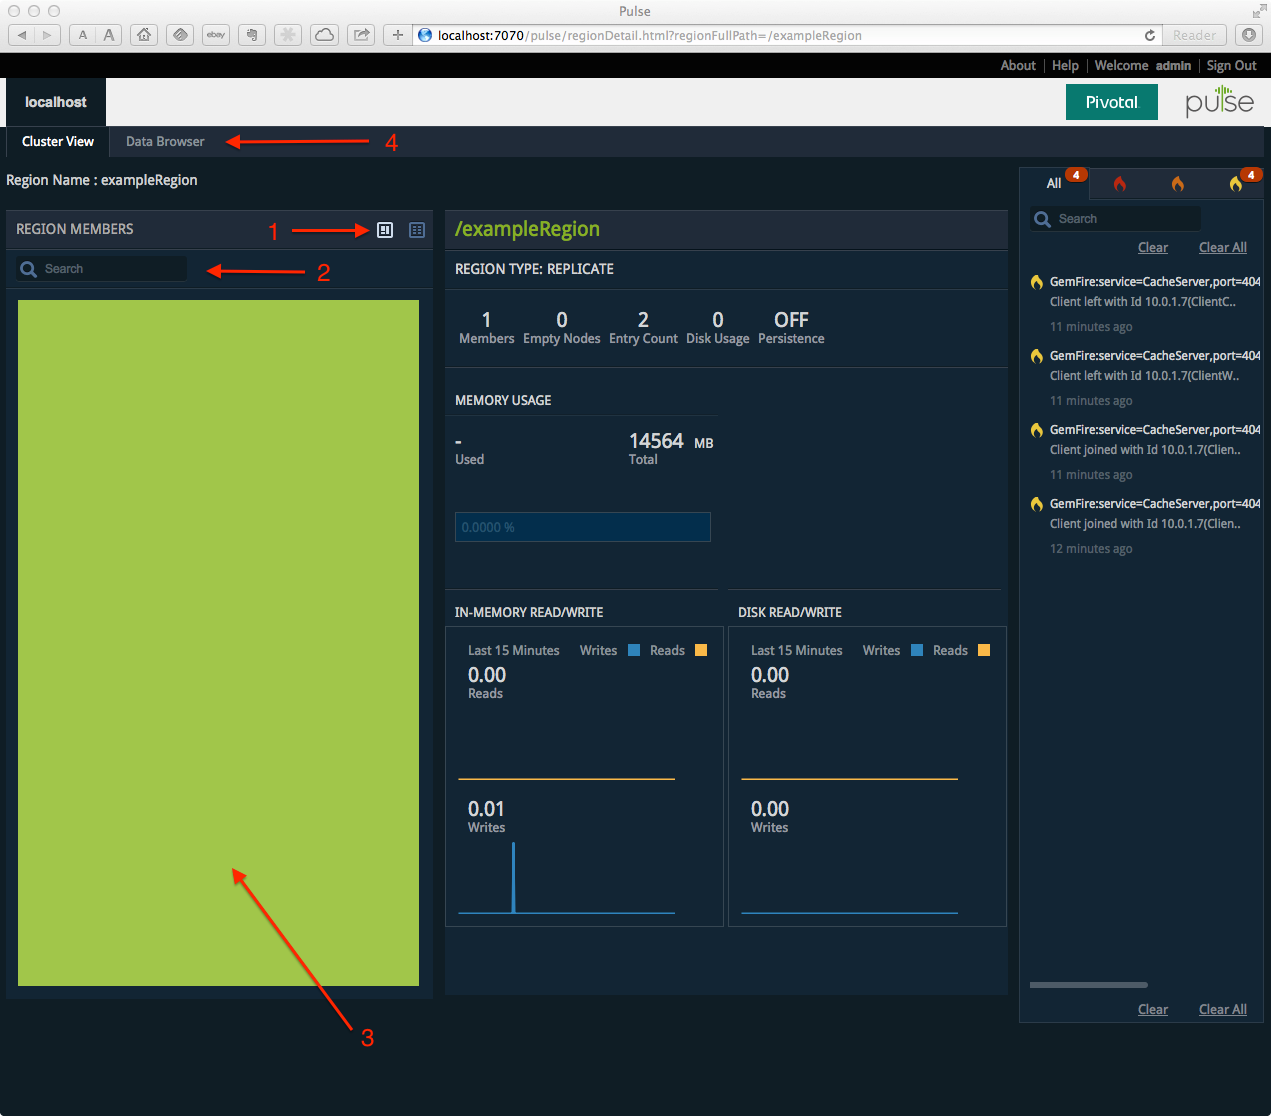 Pulse
A A
ebay
localhost:7070/pulse/regionDetail.html?regionFullPath=/exampleRegion
Reader
About Help Welcome admin Sign Out
localhost
Pivotal
pulse
Cluster View Data Browser 4
Region Name : exampleRegion
REGION MEMBERS 1
Search 2
3
/exampleRegion
REGION TYPE: REPLICATE
1 0 2 0 OFF
Members Empty Nodes Entry Count Disk Usage Persistence
MEMORY USAGE
- 14564 MB
Used Total
0.0000 %
IN-MEMORY READ/WRITE
Last 15 Minutes Writes Reads
0.00
Reads
0.01
Writes
DISK READ/WRITE
Last 15 Minutes Writes Reads
0.00
Reads
0.00
Writes
All 4 4
Search
Clear Clear All
GemFire:service=CacheServer,port=404
Client left with Id 10.0.1.7(ClientC..
11 minutes ago
GemFire:service=CacheServer,port=404
Client left with Id 10.0.1.7(ClientW..
11 minutes ago
GemFire:service=CacheServer,port=404
Client joined with Id 10.0.1.7(Clien..
11 minutes ago
GemFire:service=CacheServer,port=404
Client joined with Id 10.0.1.7(Clien..
12 minutes ago
Clear Clear All